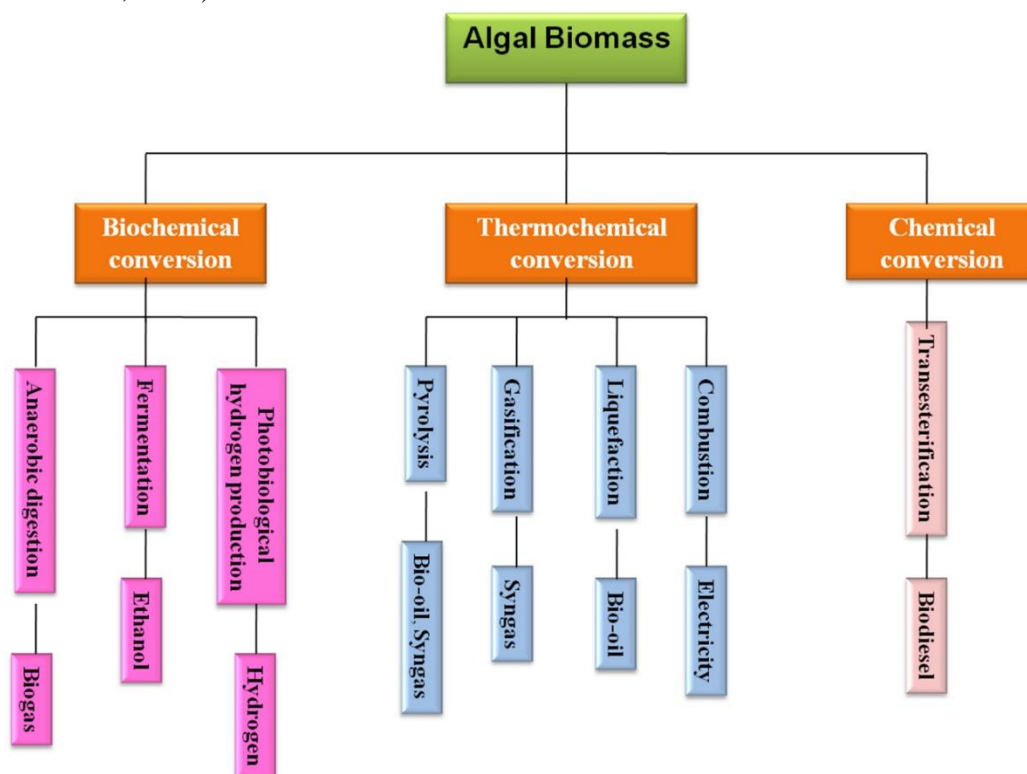 Algal Biomass
Biochemical
conversion
Thermochemical
conversion
Chemical
conversion
Anaerobic digestion
Fermentation
Photobiological
hydrogen production
Pyrolysis
Gasification
Liquefaction
Combustion
Transesterification
Biogas
Ethanol
Hydrogen
Bio-oil, Syngas
Syngas
Bio-oil
Electricity
Biodiesel